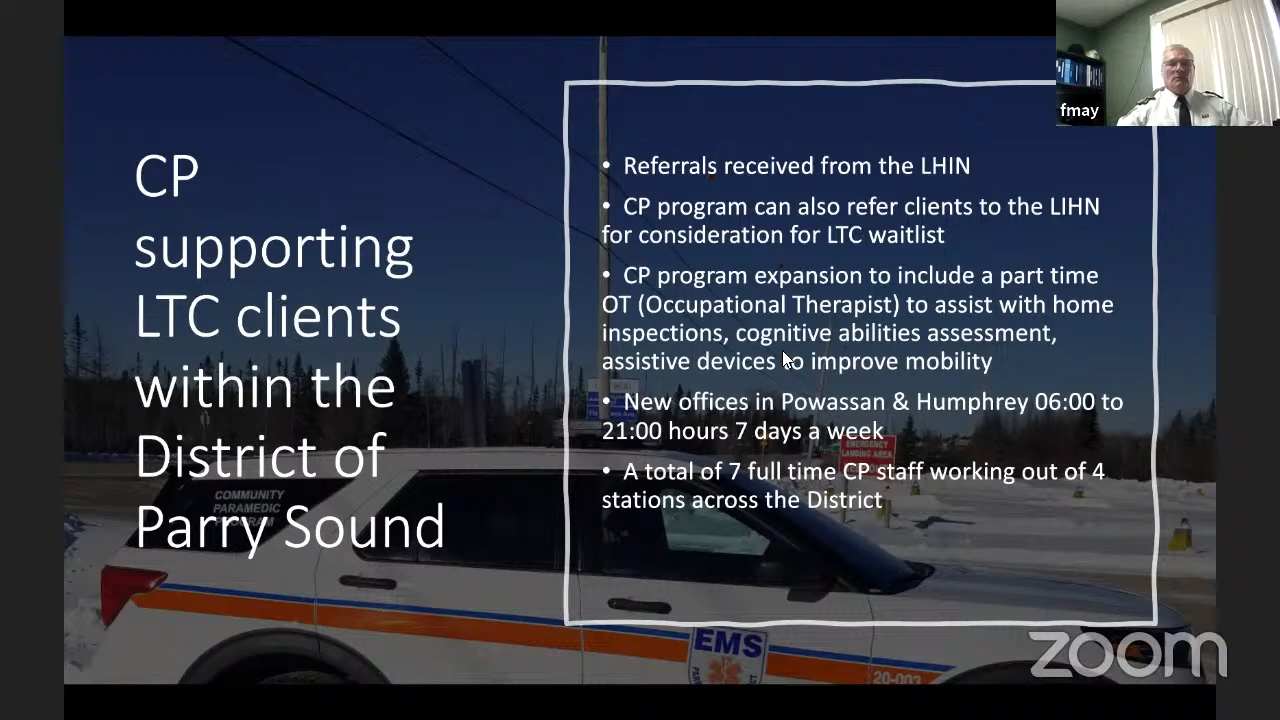 fmay
CP
supporting
LTC clients
within the
District of
Parry Sound
• Referrals received from the LHIN
• CP program can also refer clients to the LIHN
for consideration for LTC waitlist
• CP program expansion to include a part time
OT (Occupational Therapist) to assist with home
inspections, cognitive abilities assessment,
assistive devices to improve mobility
• New offices in Powassan & Humphrey 06:00 to
21:00 hours 7 days a week
• A total of 7 full time CP staff working out of 4
stations across the District
EMERGENCY
LANDING AREA
COMMUNITY
PARAMEDIC
PROGRAM
EMS
20-003
zoom